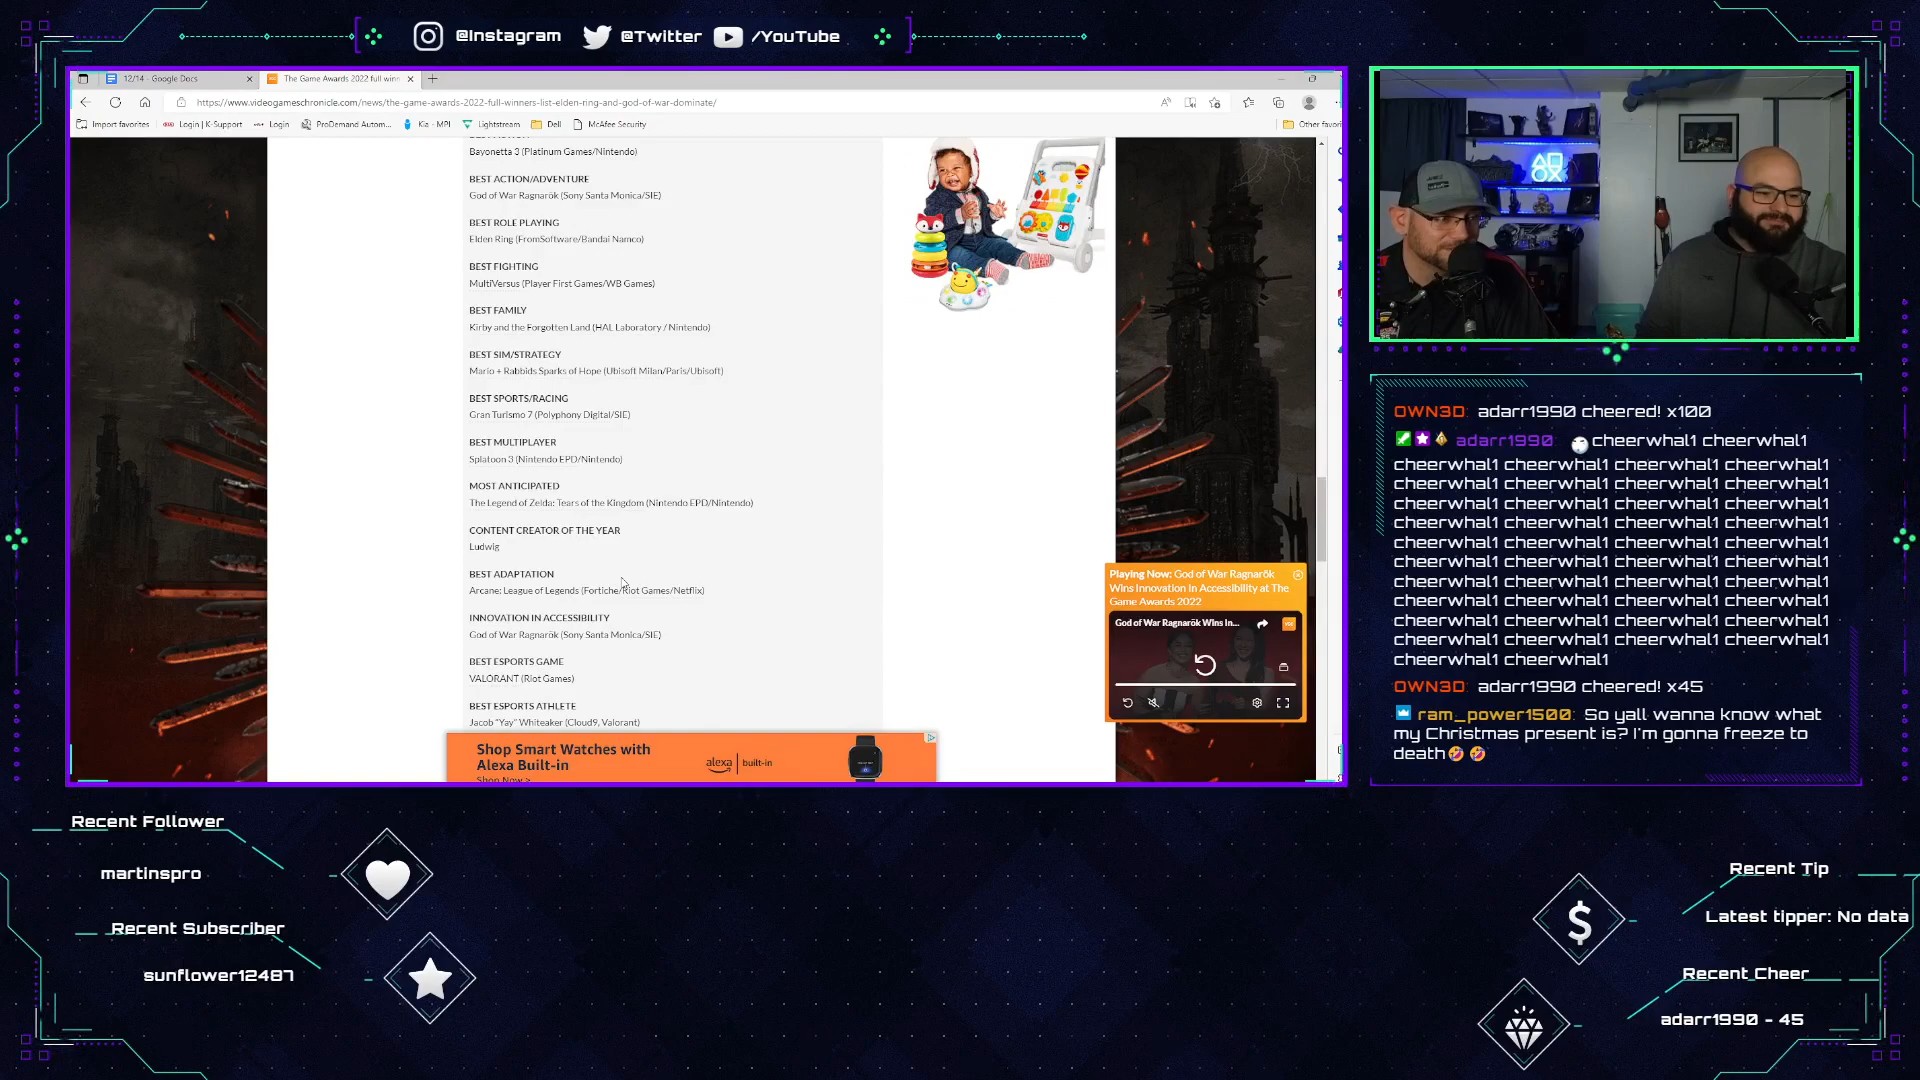 @Instagram @Twitter /YouTube
12/14 - Google Docs
The Game Awards 2022 full winn
https://www.videogameschronicle.com/news/the-game-awards-2022-full-winners-list-elden-ring-and-god-of-war-dominate/
Import favorites Login | K-Support Login ProDemand Autom... Kia - MPI Lightstream Dell McAfee Security Other favori
Bayonetta 3 (Platinum Games/Nintendo)
BEST ACTION/ADVENTURE
God of War Ragnarök (Sony Santa Monica/SIE)
BEST ROLE PLAYING
Elden Ring (FromSoftware/Bandai Namco)
BEST FIGHTING
MultiVersus (Player First Games/WB Games)
BEST FAMILY
Kirby and the Forgotten Land (HAL Laboratory / Nintendo)
BEST SIM/STRATEGY
Mario + Rabbids Sparks of Hope (Ubisoft Milan/Paris/Ubisoft)
BEST SPORTS/RACING
Gran Turismo 7 (Polyphony Digital/SIE)
BEST MULTIPLAYER
Splatoon 3 (Nintendo EPD/Nintendo)
MOST ANTICIPATED
The Legend of Zelda: Tears of the Kingdom (Nintendo EPD/Nintendo)
CONTENT CREATOR OF THE YEAR
Ludwig
BEST ADAPTATION
Arcane: League of Legends (Fortiche/Riot Games/Netflix)
INNOVATION IN ACCESSIBILITY
God of War Ragnarök (Sony Santa Monica/SIE)
BEST ESPORTS GAME
VALORANT (Riot Games)
BEST ESPORTS ATHLETE
Jacob "Yay" Whiteaker (Cloud9, Valorant)
Shop Smart Watches with
Alexa Built-in
Shop Now >
alexa built-in
Playing Now: God of War Ragnarök
Wins Innovation In Accessibility at The
Game Awards 2022
God of War Ragnarök Wins In...
OWN3D: adarr1990 cheered! x100
adarr1990: cheerwhal1 cheerwhal1
cheerwhal1 cheerwhal1 cheerwhal1 cheerwhal1
cheerwhal1 cheerwhal1 cheerwhal1 cheerwhal1
cheerwhal1 cheerwhal1 cheerwhal1 cheerwhal1
cheerwhal1 cheerwhal1 cheerwhal1 cheerwhal1
cheerwhal1 cheerwhal1 cheerwhal1 cheerwhal1
cheerwhal1 cheerwhal1 cheerwhal1 cheerwhal1
cheerwhal1 cheerwhal1 cheerwhal1 cheerwhal1
cheerwhal1 cheerwhal1 cheerwhal1 cheerwhal1
cheerwhal1 cheerwhal1 cheerwhal1 cheerwhal1
cheerwhal1 cheerwhal1 cheerwhal1 cheerwhal1
cheerwhal1 cheerwhal1
OWN3D: adarr1990 cheered! x45
ram_power1500: So yall wanna know what
my Christmas present is? I'm gonna freeze to
death🤣 🤣
Recent Follower
martinspro
Recent Subscriber
sunflower12487
Recent Tip
Latest tipper: No data
Recent Cheer
adarr1990 - 45